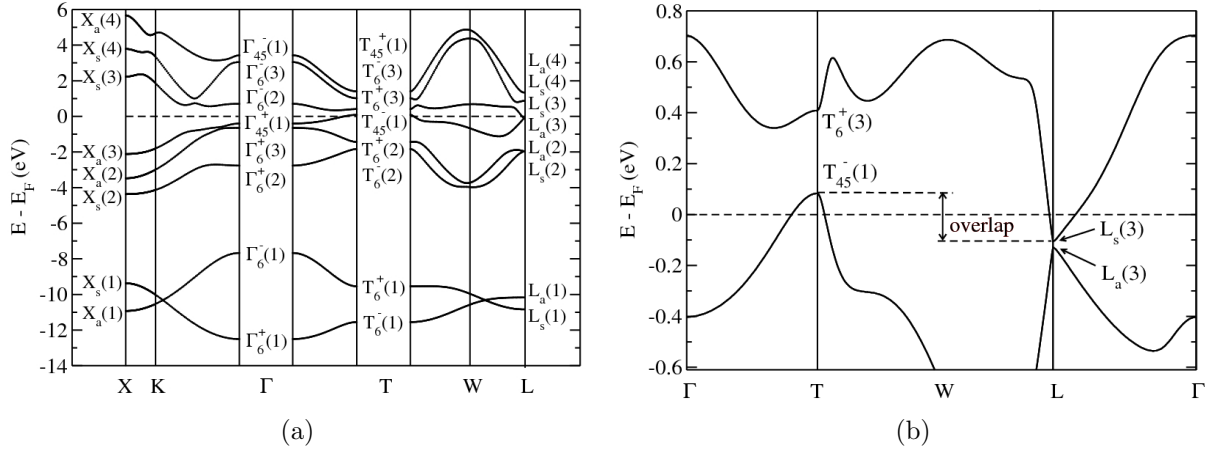 6
4
2
0
-2
-4
-6
-8
-10
-12
-14
E - E_F (eV)
X_a(4)
X_s(4)
X_s(3)
X_a(3)
X_a(2)
X_s(2)
X_s(1)
X_a(1)
Γ_45^-(1)
Γ_6^-(3)
Γ_6^-(2)
Γ_45^+(1)
Γ_6^+(3)
Γ_6^+(2)
Γ_6^-(1)
Γ_6^+(1)
T_45^+(1)
T_6^-(3)
T_6^+(3)
T_45^-(1)
T_6^+(2)
T_6^-(2)
T_6^+(1)
T_6^-(1)
L_a(4)
L_s(4)
L_s(3)
L_a(3)
L_a(2)
L_s(2)
L_a(1)
L_s(1)
X K Γ T W L
(a)
0.8
0.6
0.4
0.2
0
-0.2
-0.4
-0.6
E - E_F (eV)
T_6^+(3)
T_45^-(1)
overlap
L_s(3)
L_a(3)
Γ T W L Γ
(b)